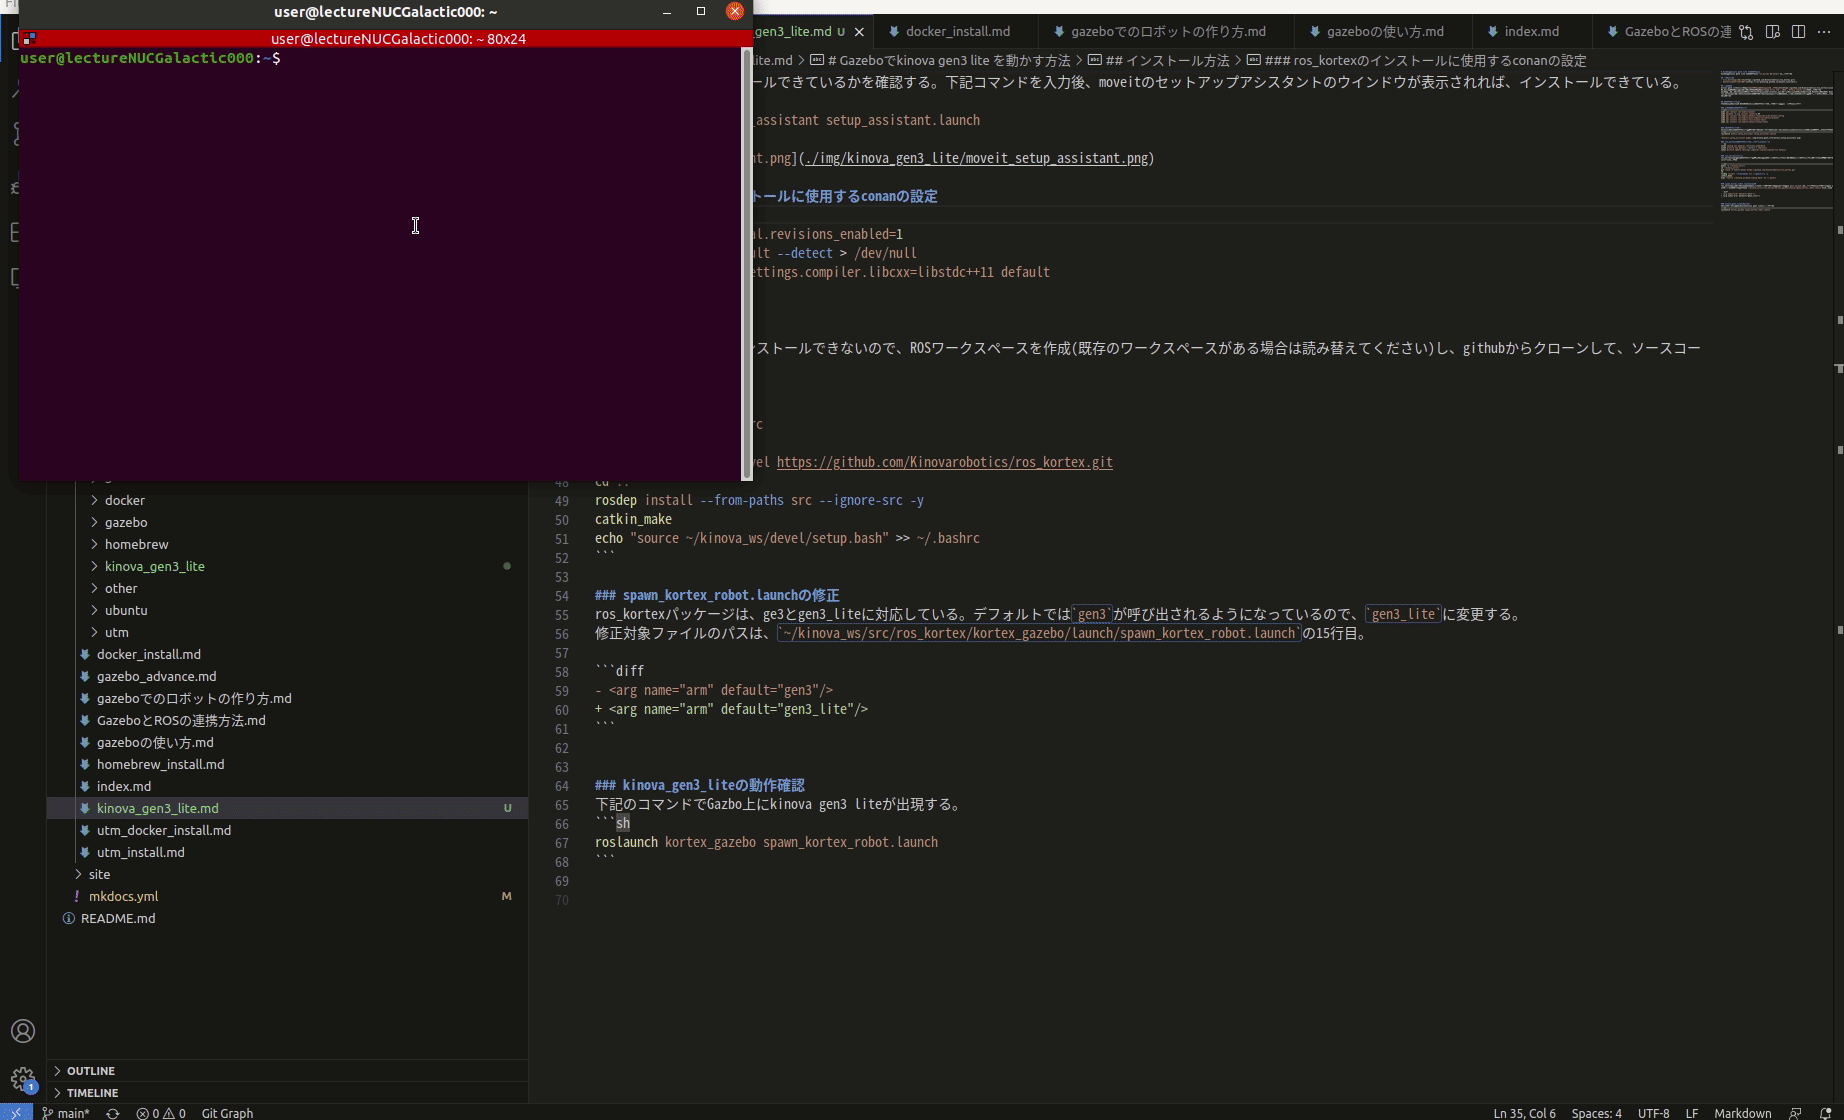 user@lectureNUCGalactic000: ~
user@lectureNUCGalactic000: ~ 80x24
user@lectureNUCGalactic000:~$
gen3_lite.md U
docker_install.md
gazeboでのロボットの作り方.md
gazeboの使い方.md
index.md
GazeboとROSの連
ite.md > # Gazeboでkinova gen3 lite を動かす方法 > ## インストール方法 > ### ros_kortexのインストールに使用するconanの設定
ールできているかを確認する。下記コマンドを入力後、moveitのセットアップアシスタントのウインドウが表示されれば、インストールできている。
_assistant setup_assistant.launch
nt.png](./img/kinova_gen3_lite/moveit_setup_assistant.png)
トールに使用するconanの設定
al.revisions_enabled=1
ult --detect > /dev/null
ettings.compiler.libcxx=libstdc++11 default
ンストールできないので、ROSワークスペースを作成(既存のワークスペースがある場合は読み替えてください)し、githubからクローンして、ソースコー
rc
vel https://github.com/Kinovarobotics/ros_kortex.git
48 cd ..
49 rosdep install --from-paths src --ignore-src -y
50 catkin_make
51 echo "source ~/kinova_ws/devel/setup.bash" >> ~/.bashrc
52 ```
53
54 ### spawn_kortex_robot.launchの修正
55 ros_kortexパッケージは、ge3とgen3_liteに対応している。デフォルトでは`gen3`が呼び出されるようになっているので、`gen3_lite`に変更する。
56 修正対象ファイルのパスは、`~/kinova_ws/src/ros_kortex/kortex_gazebo/launch/spawn_kortex_robot.launch`の15行目。
57
58 ```diff
59 - <arg name="arm" default="gen3"/>
60 + <arg name="arm" default="gen3_lite"/>
61 ```
62
63
64 ### kinova_gen3_liteの動作確認
65 下記のコマンドでGazbo上にkinova gen3 liteが出現する。
66 ```sh
67 roslaunch kortex_gazebo spawn_kortex_robot.launch
68 ```
69
70
docker
gazebo
homebrew
kinova_gen3_lite
other
ubuntu
utm
docker_install.md
gazebo_advance.md
gazeboでのロボットの作り方.md
GazeboとROSの連携方法.md
gazeboの使い方.md
homebrew_install.md
index.md
kinova_gen3_lite.md U
utm_docker_install.md
utm_install.md
site
! mkdocs.yml M
README.md
OUTLINE
TIMELINE
1
main* 0 0 Git Graph
Ln 35, Col 6 Spaces: 4 UTF-8 LF Markdown